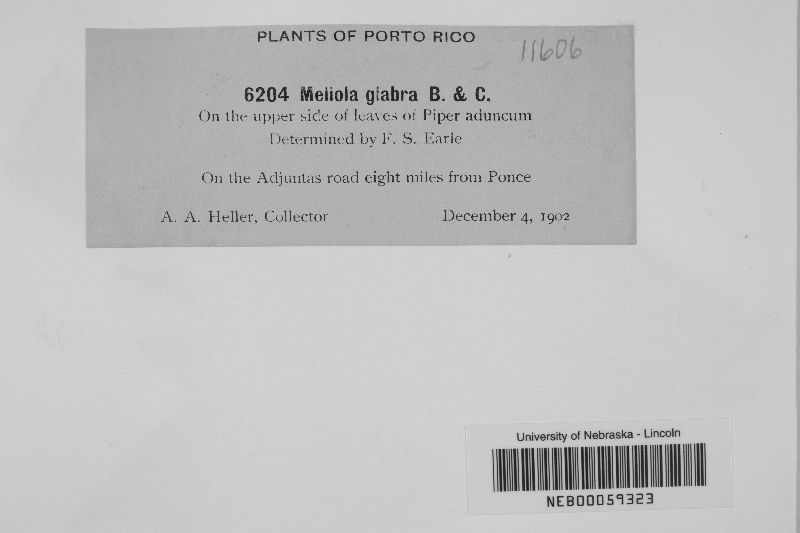 PLANTS OF PORTO RICO
11606
6204 Meliola glabra B. & C.
On the upper side of leaves of Piper aduncum
Determined by F. S. Earle
On the Adjuntas road eight miles from Ponce
A. A. Heller, Collector December 4, 1902
University of Nebraska - Lincoln
NEB00059323